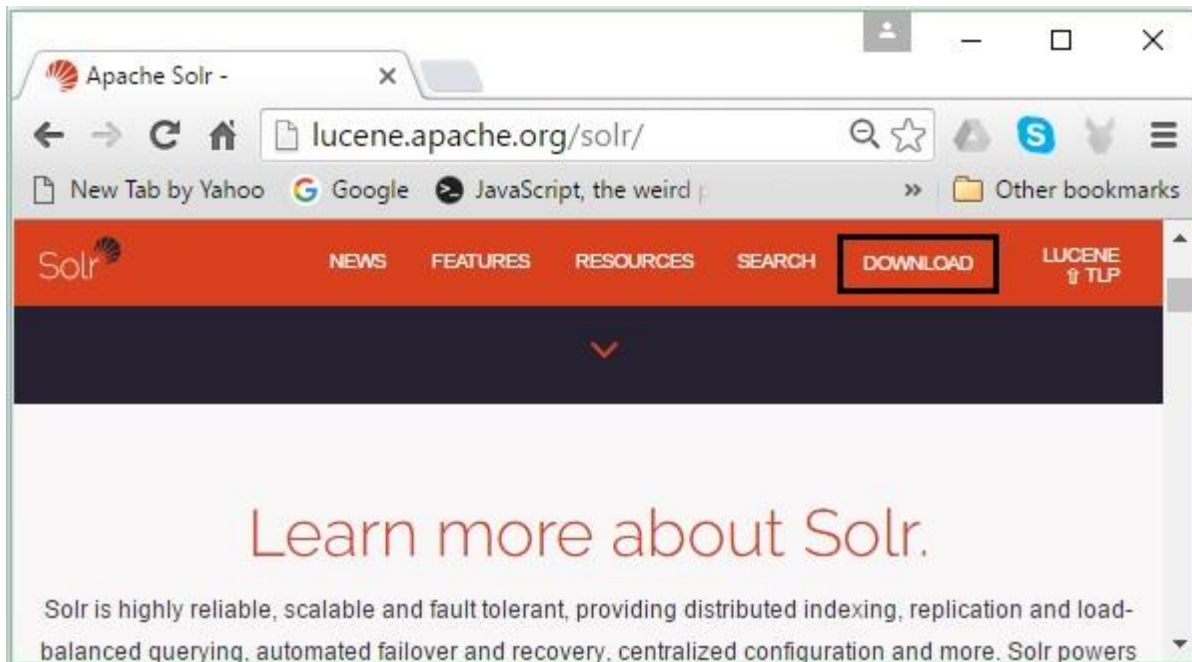 Apache Solr -
lucene.apache.org/solr/
New Tab by Yahoo Google JavaScript, the weird Other bookmarks
Solr NEWS FEATURES RESOURCES SEARCH DOWNLOAD LUCENE
⇧ TLP
Learn more about Solr.
Solr is highly reliable, scalable and fault tolerant, providing distributed indexing, replication and load-
balanced querying, automated failover and recovery, centralized configuration and more. Solr powers